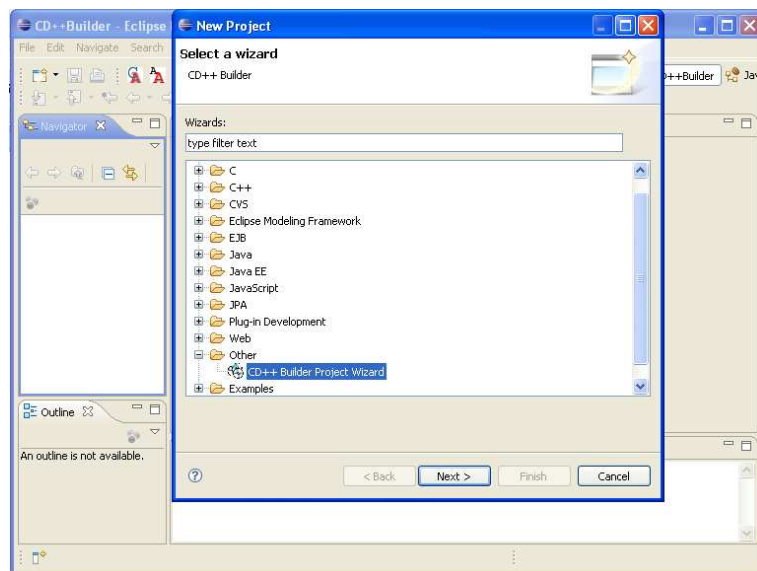 CD++Builder - Eclipse
New Project
File Edit Navigate Search
Select a wizard
CD++ Builder
++Builder
Jav
Navigator
Wizards:
type filter text
C
C++
CVS
Eclipse Modeling Framework
EJB
Java
Java EE
JavaScript
JPA
Plug-in Development
Web
Other
CD++ Builder Project Wizard
Examples
Outline
An outline is not available.
< Back
Next >
Finish
Cancel